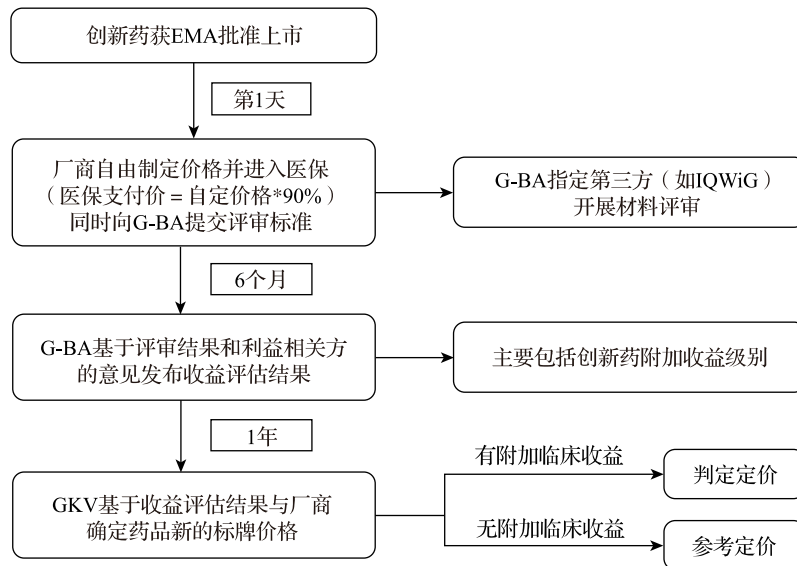 创新药获EMA批准上市
第1天
厂商自由制定价格并进入医保
（医保支付价＝自定价格*90%）
同时向G-BA提交评审标准
G-BA指定第三方（如IQWiG）
开展材料评审
6个月
G-BA基于评审结果和利益相关方
的意见发布收益评估结果
主要包括创新药附加收益级别
1年
GKV基于收益评估结果与厂商
确定药品新的标牌价格
有附加临床收益
判定定价
无附加临床收益
参考定价